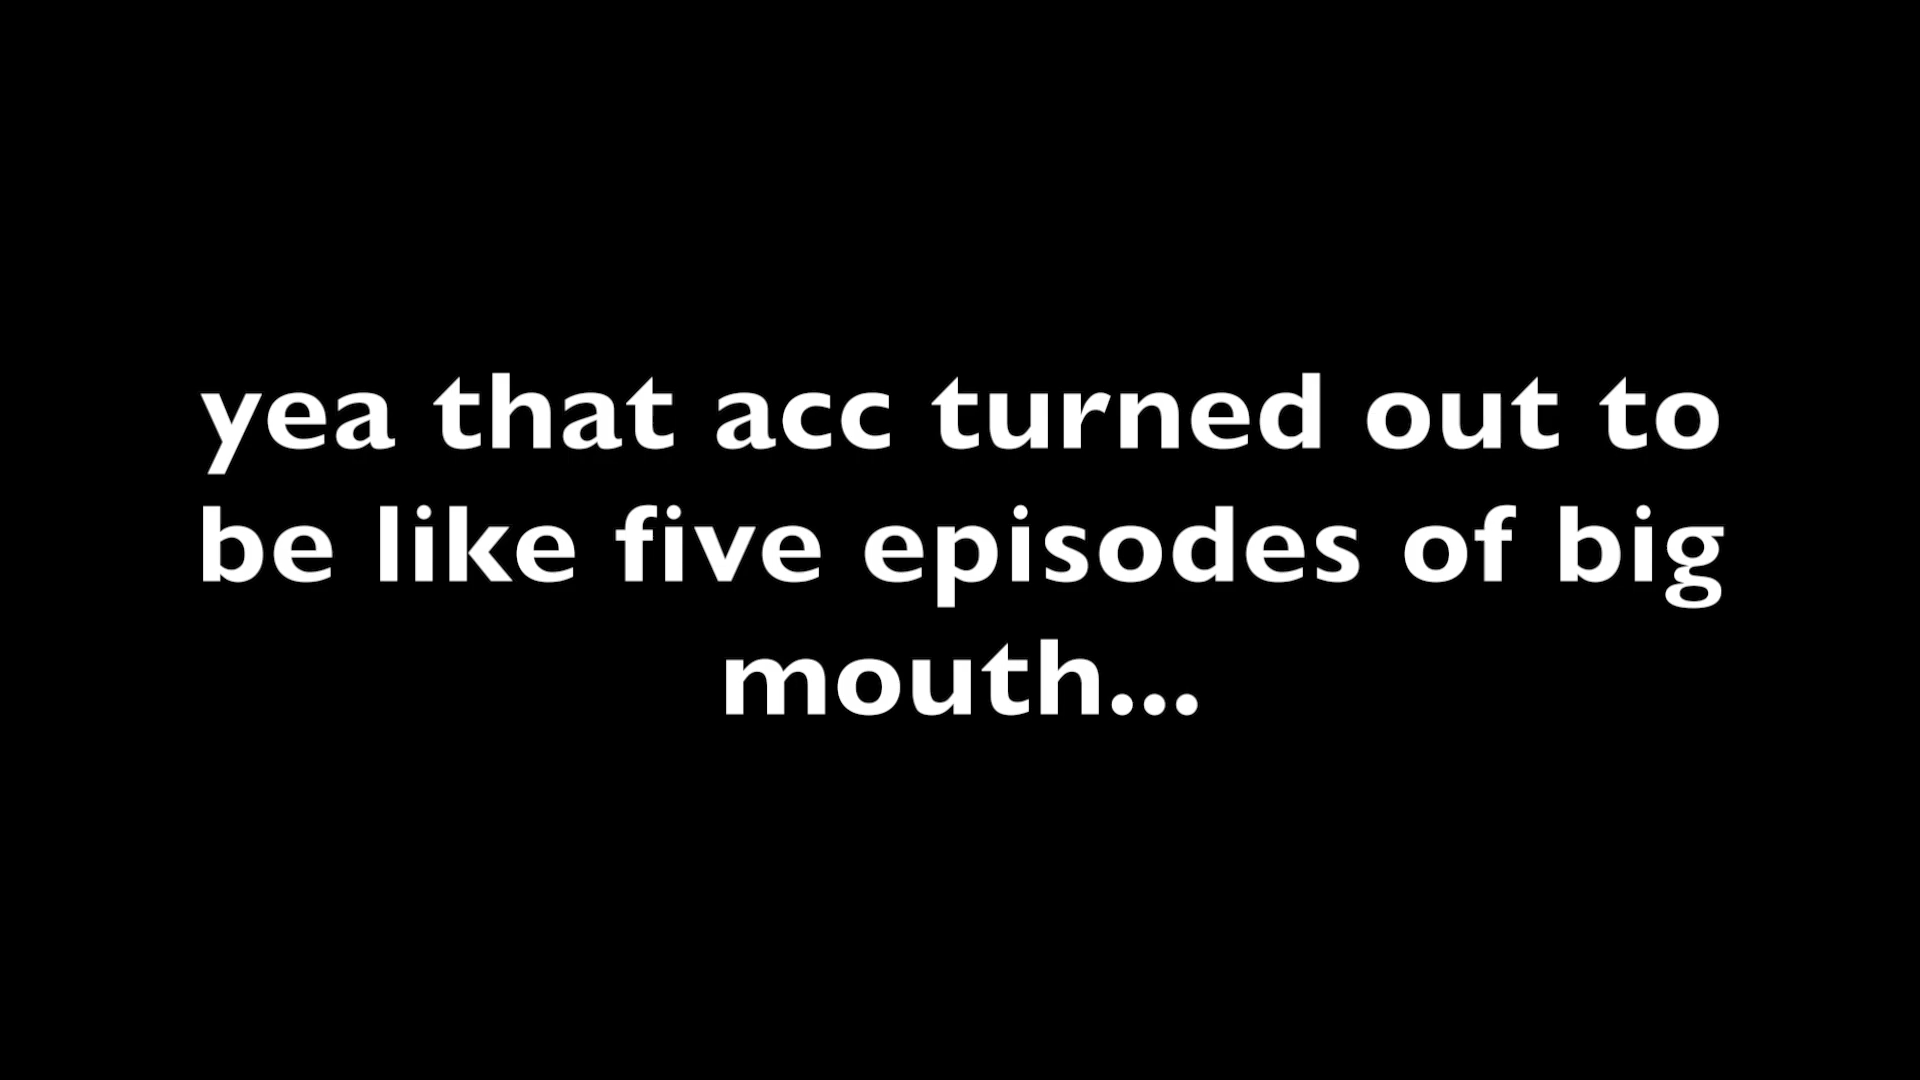 yea that acc turned out to
be like five episodes of big
mouth...